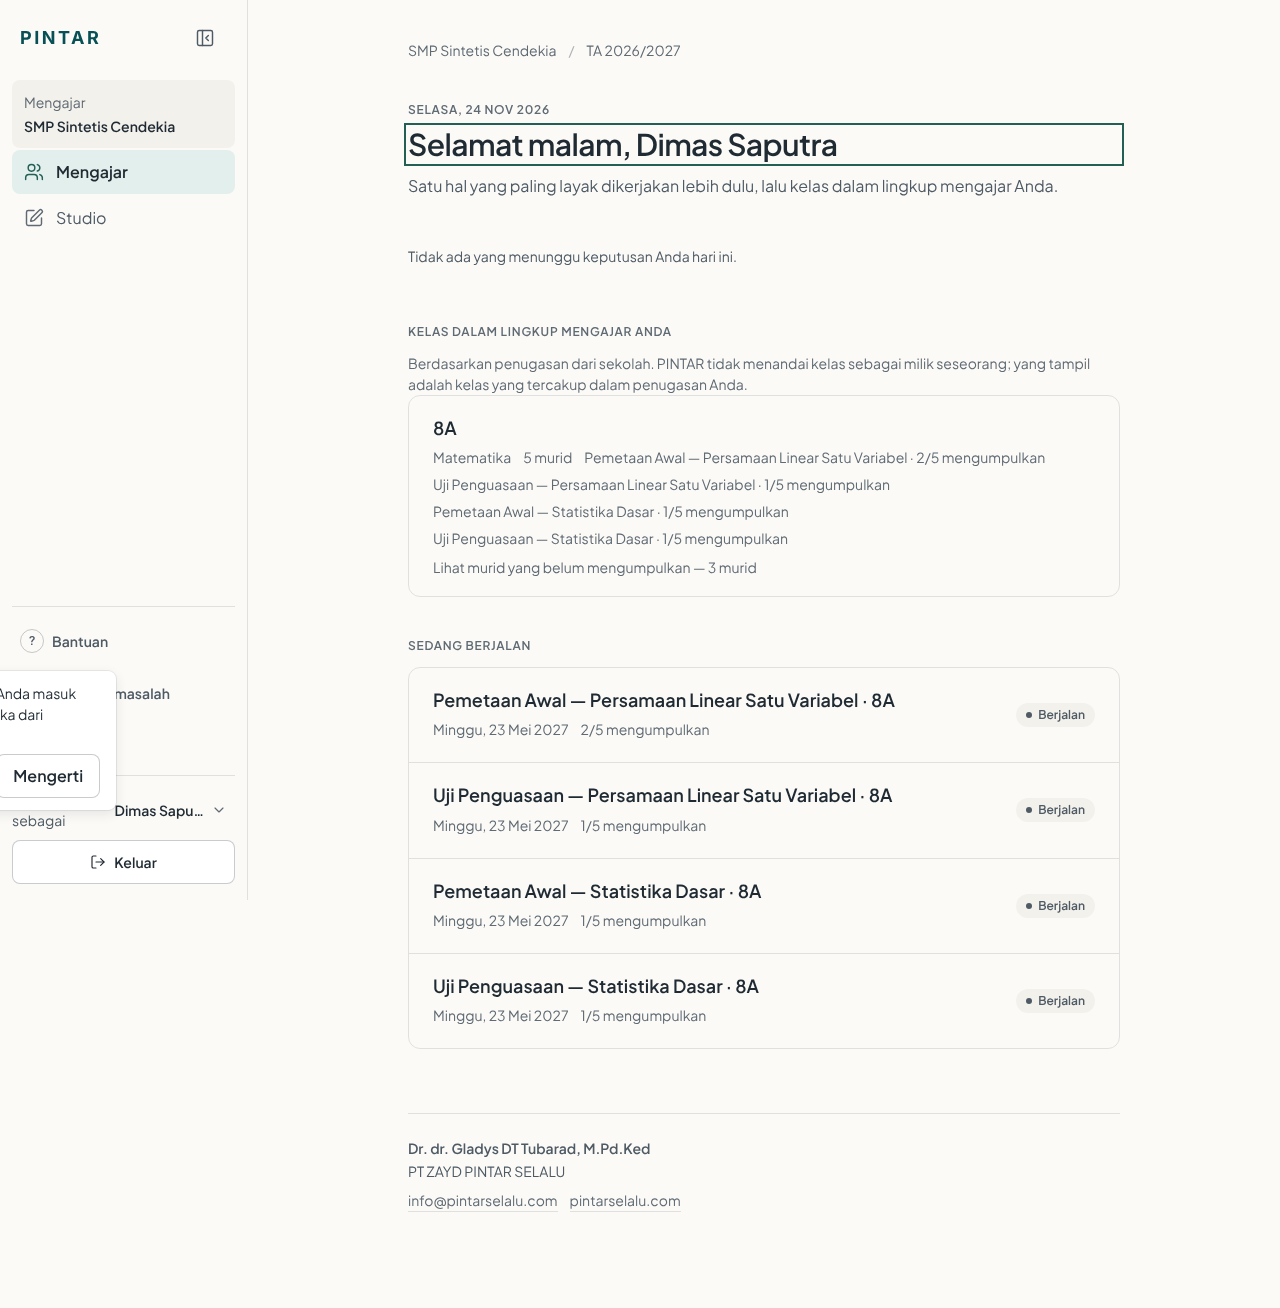 PINTAR
Mengajar
SMP Sintetis Cendekia
Mengajar
Studio
? Bantuan
masalah
Anda masuk
ka dari
Mengerti
sebagai
Dimas Sapu...
Keluar
SMP Sintetis Cendekia / TA 2026/2027
SELASA, 24 NOV 2026
Selamat malam, Dimas Saputra
Satu hal yang paling layak dikerjakan lebih dulu, lalu kelas dalam lingkup mengajar Anda.
Tidak ada yang menunggu keputusan Anda hari ini.
KELAS DALAM LINGKUP MENGAJAR ANDA
Berdasarkan penugasan dari sekolah. PINTAR tidak menandai kelas sebagai milik seseorang; yang tampil
adalah kelas yang tercakup dalam penugasan Anda.
8A
Matematika 5 murid Pemetaan Awal — Persamaan Linear Satu Variabel · 2/5 mengumpulkan
Uji Penguasaan — Persamaan Linear Satu Variabel · 1/5 mengumpulkan
Pemetaan Awal — Statistika Dasar · 1/5 mengumpulkan
Uji Penguasaan — Statistika Dasar · 1/5 mengumpulkan
Lihat murid yang belum mengumpulkan — 3 murid
SEDANG BERJALAN
Pemetaan Awal — Persamaan Linear Satu Variabel · 8A
Minggu, 23 Mei 2027 2/5 mengumpulkan
Berjalan
Uji Penguasaan — Persamaan Linear Satu Variabel · 8A
Minggu, 23 Mei 2027 1/5 mengumpulkan
Berjalan
Pemetaan Awal — Statistika Dasar · 8A
Minggu, 23 Mei 2027 1/5 mengumpulkan
Berjalan
Uji Penguasaan — Statistika Dasar · 8A
Minggu, 23 Mei 2027 1/5 mengumpulkan
Berjalan
Dr. dr. Gladys DT Tubarad, M.Pd.Ked
PT ZAYD PINTAR SELALU
info@pintarselalu.com pintarselalu.com